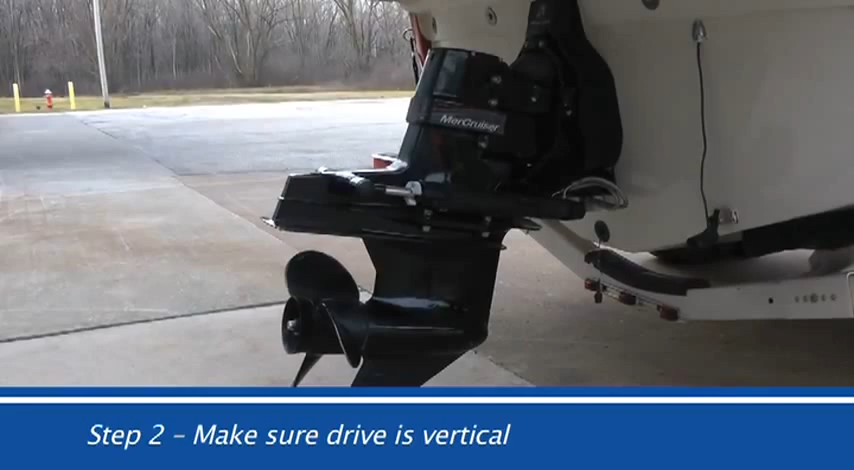 MerCruiser
Step 2 – Make sure drive is vertical